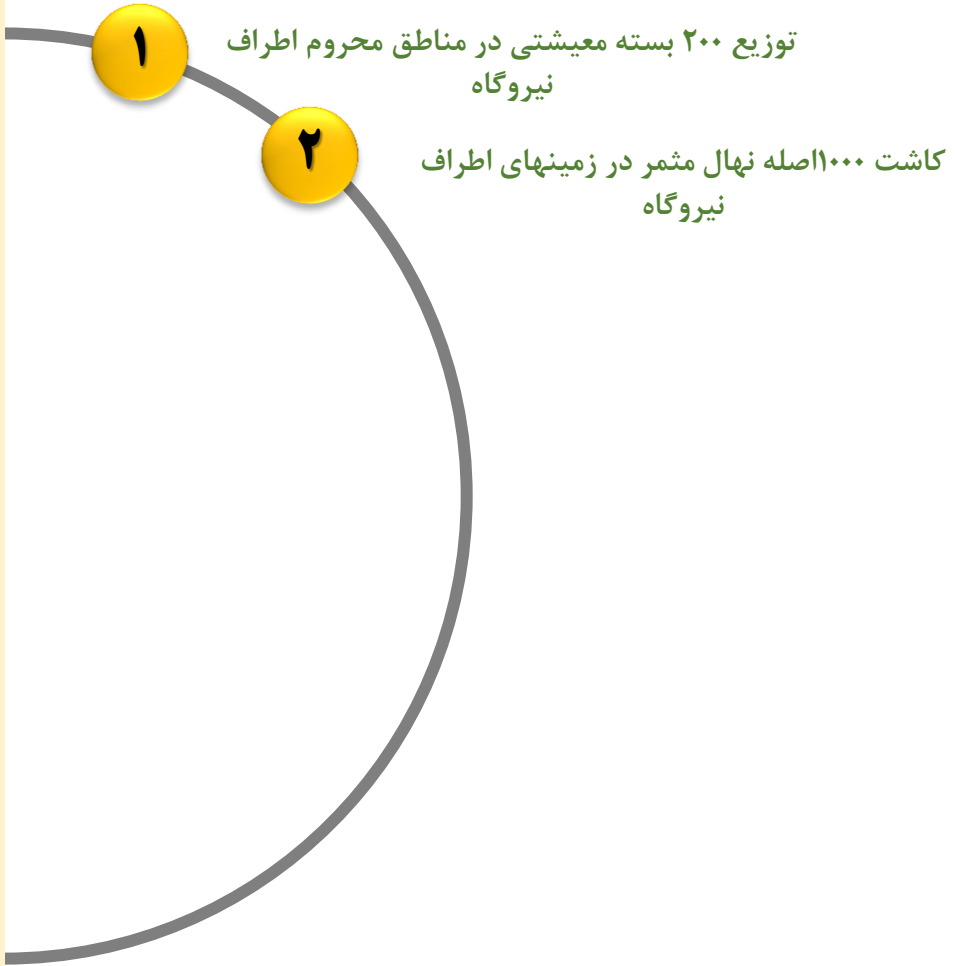 ۱
توزیع ۲۰۰ بسته معیشتی در مناطق محروم اطراف
نیروگاه
۲
کاشت ۱۰۰۰اصله نهال مثمر در زمینهای اطراف
نیروگاه